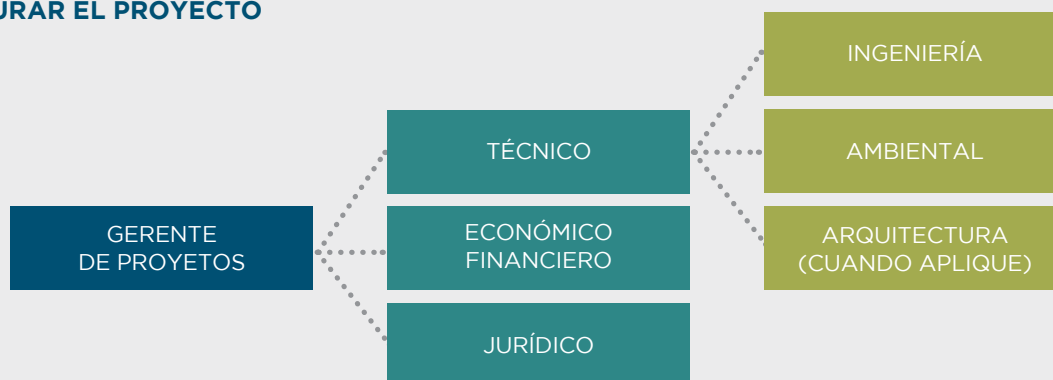 URAR EL PROYECTO
INGENIERÍA
TÉCNICO
AMBIENTAL
GERENTE
DE PROYETOS
ECONÓMICO
FINANCIERO
ARQUITECTURA
(CUANDO APLIQUE)
JURÍDICO